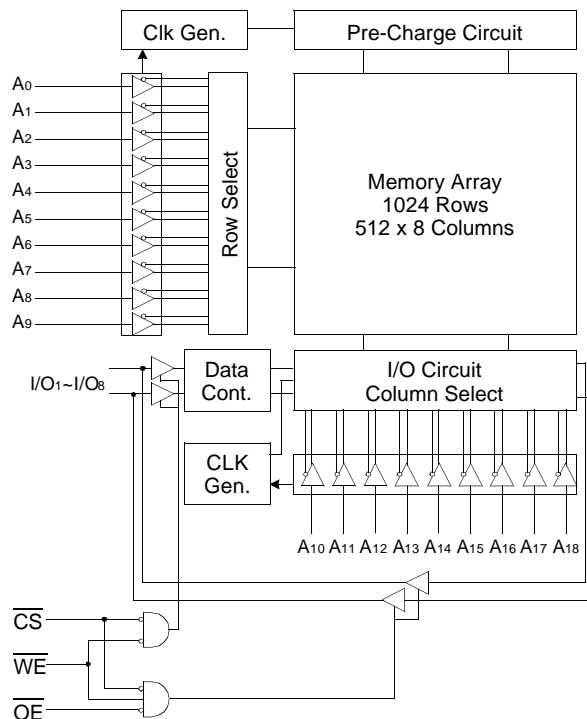 Clk Gen.
Pre-Charge Circuit
A0
A1
A2
A3
A4
A5
A6
A7
A8
A9
Row Select
Memory Array
1024 Rows
512 x 8 Columns
I/O1~I/O8
Data
Cont.
I/O Circuit
Column Select
CLK
Gen.
A10 A11 A12 A13 A14 A15 A16 A17 A18
CS
WE
OE